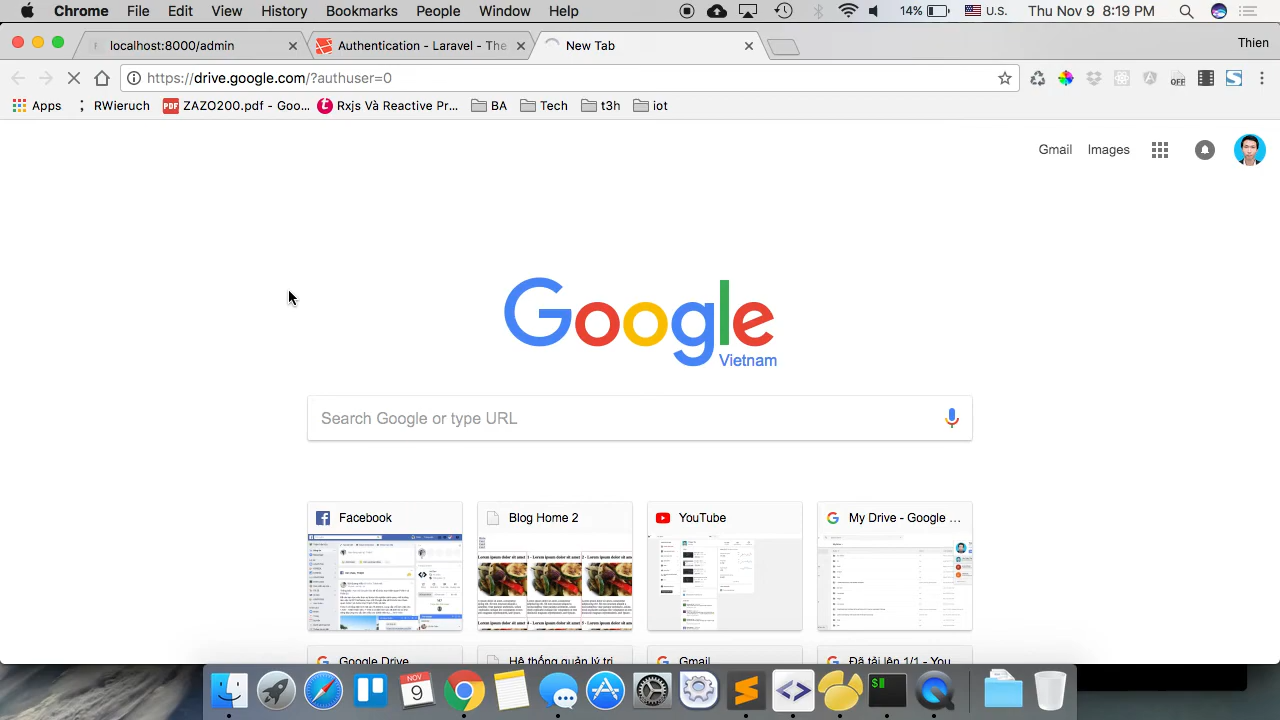 Chrome File Edit View History Bookmarks People Window Help 14% U.S. Thu Nov 9 8:19 PM
localhost:8000/admin Authentication - Laravel - The New Tab Thien
https://drive.google.com/?authuser=0
Apps RWieruch PDF ZAZO200.pdf - Goo... Rxjs Và Reactive Pr... BA Tech t3h iot
Gmail Images
Google
Vietnam
Search Google or type URL
Facebook Blog Home 2 YouTube My Drive - Google ...
Google Drive Hệ thống quản lý trị Gmail Đã tải lên 1/1 - You
NOV
9